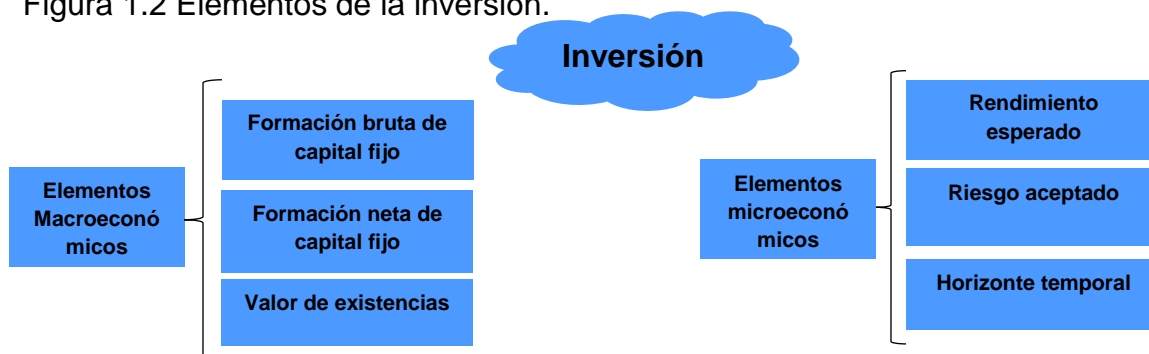 Figura 1.2 Elementos de la inversión.
Inversión
Elementos
Macroeconó
micos
Formación bruta de
capital fijo
Formación neta de
capital fijo
Valor de existencias
Elementos
microeconó
micos
Rendimiento
esperado
Riesgo aceptado
Horizonte temporal